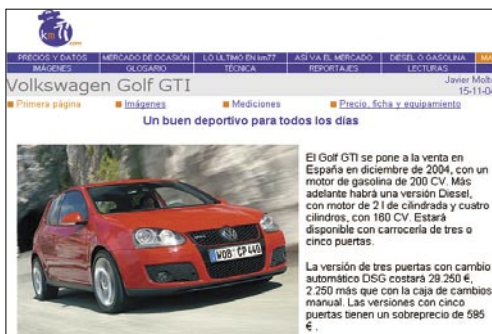 km77.com
PRECIOS Y DATOS MERCADO DE OCASIÓN LO ÚLTIMO EN km77 ASÍ VA EL MERCADO DIESEL O GASOLINA
IMÁGENES GLOSARIO TÉCNICA REPORTAJES LECTURAS
Volkswagen Golf GTI
Javier Molt
15-11-04
Primera página Imágenes Mediciones Precio, ficha y equipamiento
Un buen deportivo para todos los días
El Golf GTI se pone a la venta en
España en diciembre de 2004, con un
motor de gasolina de 200 CV. Más
adelante habrá una versión Diesel,
con motor de 2 l de cilindrada y cuatro
cilindros, con 160 CV. Estará
disponible con carrocería de tres o
cinco puertas.
La versión de tres puertas con cambio
automático DSG costará 29.250 €,
2.250 más que con la caja de cambios
manual. Las versiones con cinco
puertas tienen un sobreprecio de 595
€ .
WOB GP 440